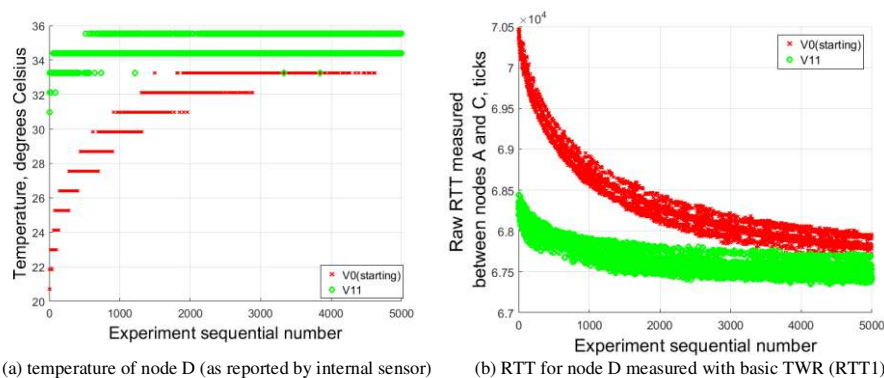 36
34
32
30
28
26
24
22
20
0
1000
2000
3000
4000
5000
Temperature, degrees Celsius
Experiment sequential number
V0(starting)
V11
(a) temperature of node D (as reported by internal sensor)
×10⁴
7.05
7
6.95
6.9
6.85
6.8
6.75
6.7
0
1000
2000
3000
4000
5000
Raw RTT measured
between nodes A and C, ticks
Experiment sequential number
V0(starting)
V11
(b) RTT for node D measured with basic TWR (RTT1)